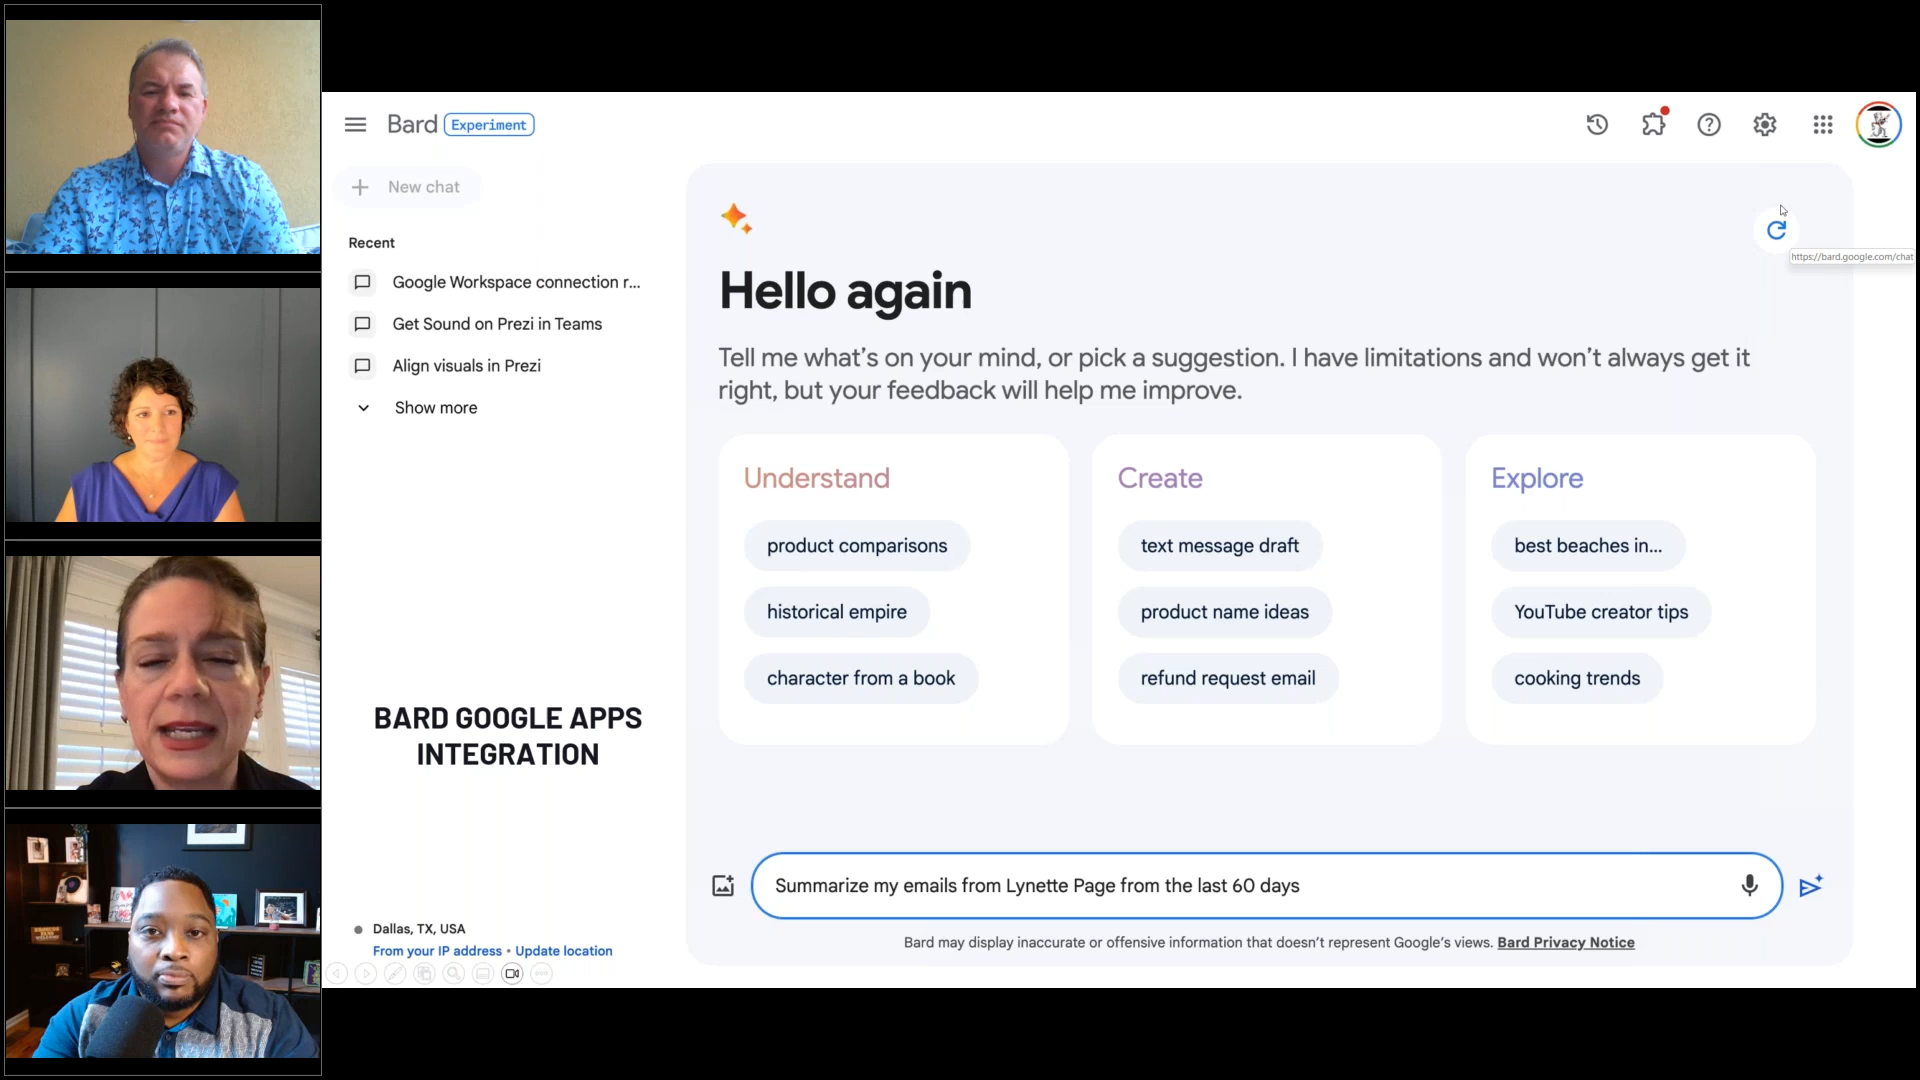 Bard Experiment
New chat
Recent
Google Workspace connection r...
Get Sound on Prezi in Teams
Align visuals in Prezi
Show more
BARD GOOGLE APPS
INTEGRATION
Dallas, TX, USA
From your IP address • Update location
https://bard.google.com/chat
Hello again
Tell me what’s on your mind, or pick a suggestion. I have limitations and won’t always get it
right, but your feedback will help me improve.
Understand
product comparisons
historical empire
character from a book
Create
text message draft
product name ideas
refund request email
Explore
best beaches in...
YouTube creator tips
cooking trends
Summarize my emails from Lynette Page from the last 60 days
Bard may display inaccurate or offensive information that doesn’t represent Google’s views. Bard Privacy Notice